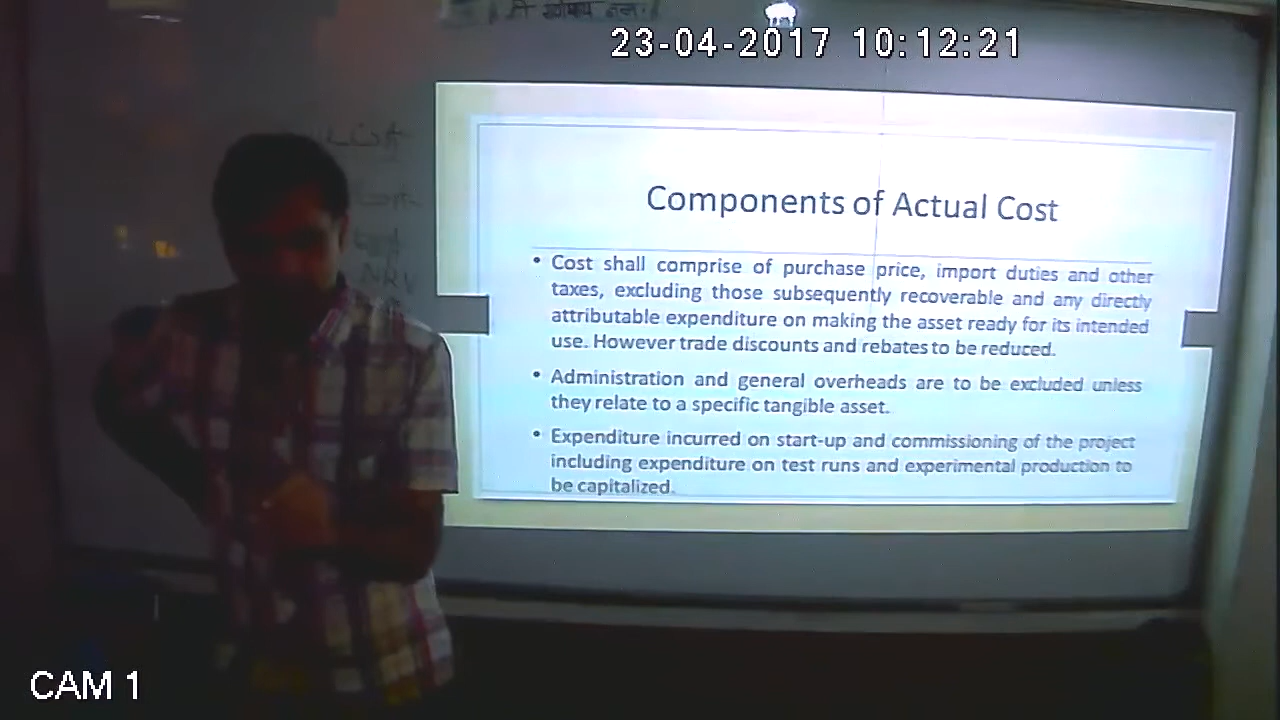 23-04-2017 10:12:21
Components of Actual Cost
• Cost shall comprise of purchase price, import duties and other
taxes, excluding those subsequently recoverable and any directly
attributable expenditure on making the asset ready for its intended
use. However trade discounts and rebates to be reduced.
• Administration and general overheads are to be excluded unless
they relate to a specific tangible asset.
• Expenditure incurred on start-up and commissioning of the project
including expenditure on test runs and experimental production to
be capitalized.
CAM 1